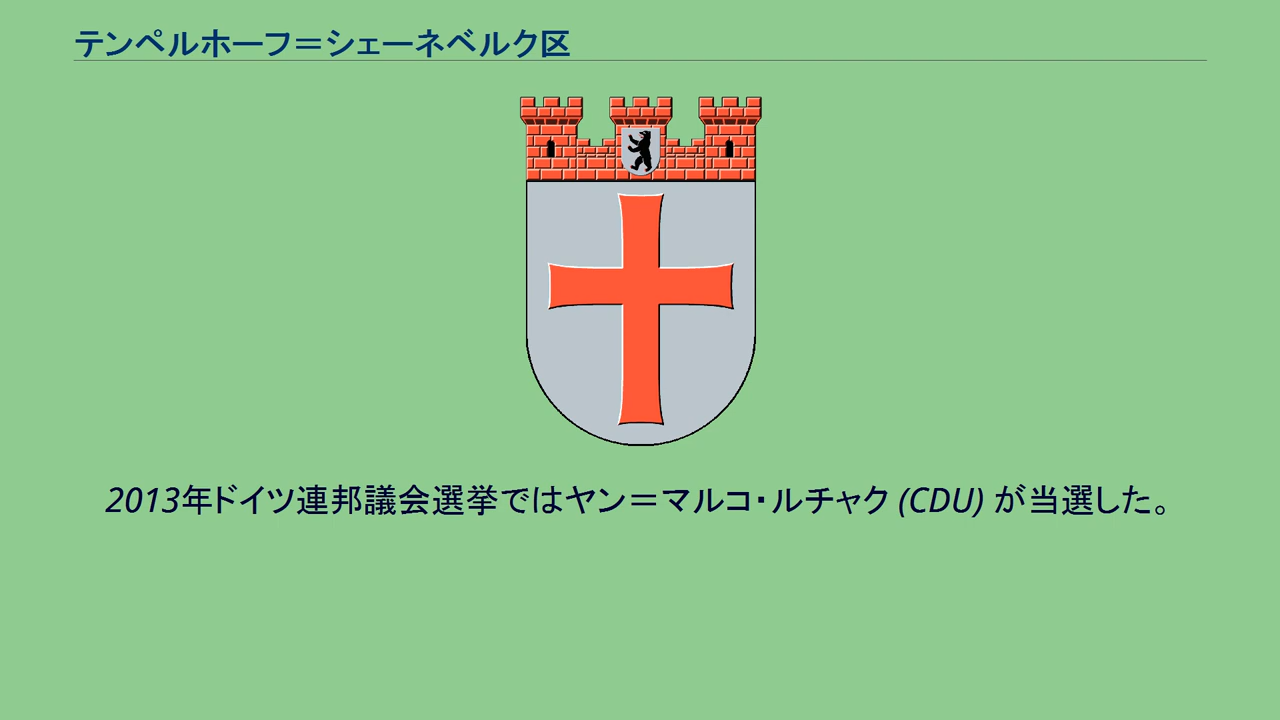 テンペルホーフ＝シェーネベルク区
2013年ドイツ連邦議会選挙ではヤン＝マルコ・ルチャク (CDU) が当選した。